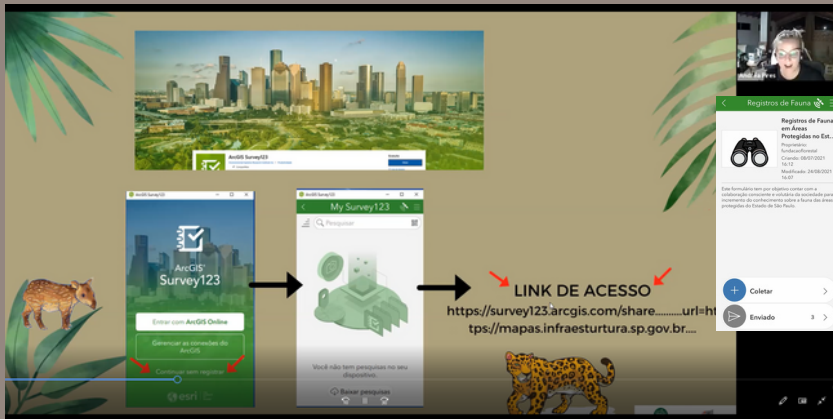 ArcGIS Survey123
ArcGIS Survey123
My Survey123
Pesquisar
ArcGIS
Survey123
Entrar com ArcGIS Online
Gerenciar as conexões do
ArcGIS
Continuar sem registrar
esri
Você não tem pesquisas no seu
dispositivo.
Baixar pesquisas
LINK DE ACESSO
https://survey123.arcgis.com/share.........url=ht
tps://mapas.infraesturtura.sp.gov.br....
Registros de Fauna
Registros de Fauna
em Áreas
Protegidas no Est...
Proprietário:
fundacaoflorestal
Criando: 08/07/2021
16:12
Modificado: 24/08/2021
16:07
Este formulário tem por objetivo contar com a
colaboração consciente e voluntária da sociedade para
incremento do conhecimento sobre a fauna das áreas
protegidas do Estado de São Paulo.
Coletar
Enviado 3